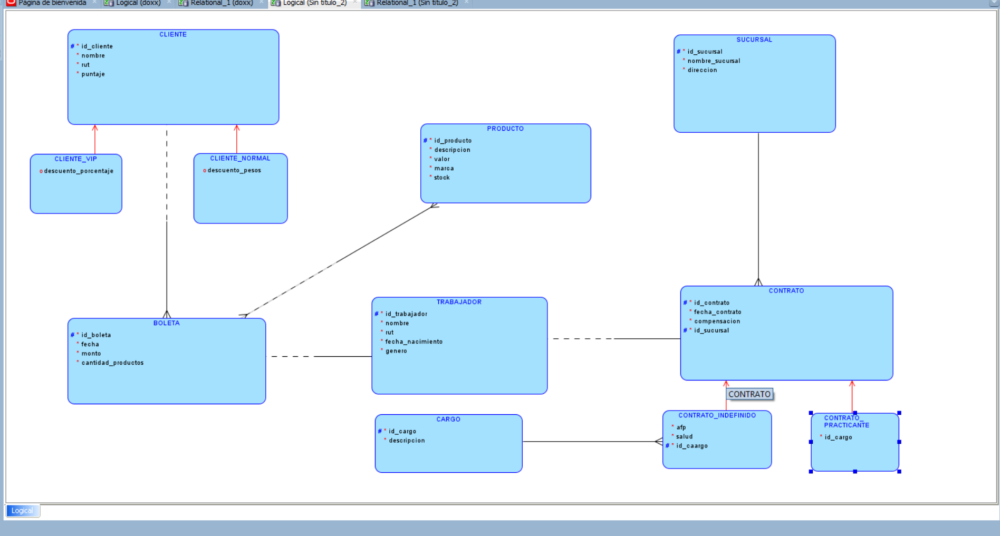 Página de bienvenida
Logical (doxx)
Relational_1 (doxx)
Logical (Sin título_2)
Relational_1 (Sin título_2)
CLIENTE
# * id_cliente
* nombre
* rut
* puntaje
SUCURSAL
# * id_sucursal
* nombre_sucursal
* direccion
PRODUCTO
# * id_producto
* descripcion
* valor
* marca
* stock
CLIENTE_VIP
o descuento_porcentaje
CLIENTE_NORMAL
o descuento_pesos
CONTRATO
# * id_contrato
* fecha_contrato
* compensacion
# * id_sucursal
TRABAJADOR
# * id_trabajador
* nombre
* rut
* fecha_nacimiento
* genero
BOLETA
# * id_boleta
* fecha
* monto
* cantidad_productos
CONTRATO
CARGO
# * id_cargo
* descripcion
CONTRATO_INDEFINIDO
* afp
* salud
# * id_caargo
CONTRATO_
PRACTICANTE
* id_cargo
Logical